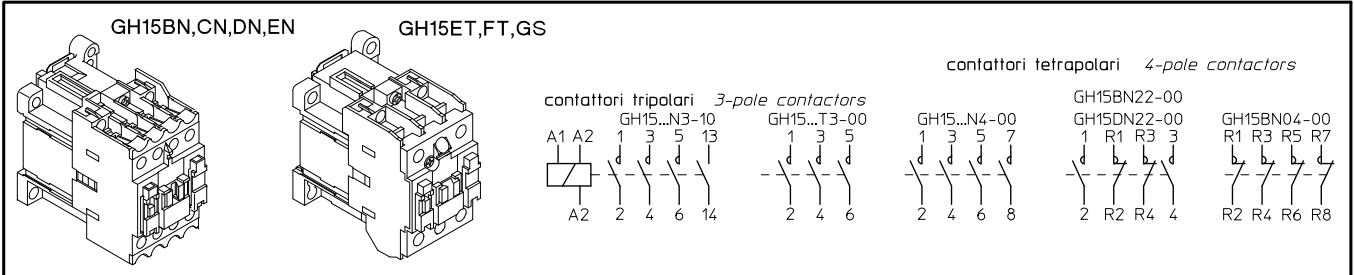 GH15BN,CN,DN,EN
GH15ET,FT,GS
contattori tetrapolari 4-pole contactors
contattori tripolari 3-pole contactors
GH15BN22-00
GH15...N3-10 GH15...T3-00 GH15...N4-00 GH15DN22-00 GH15BN04-00
A1 A2 1 3 5 13 1 3 5 1 3 5 7 1 R1 R3 3 R1 R3 R5 R7
A2 2 4 6 14 2 4 6 2 4 6 8 2 R2 R4 4 R2 R4 R6 R8